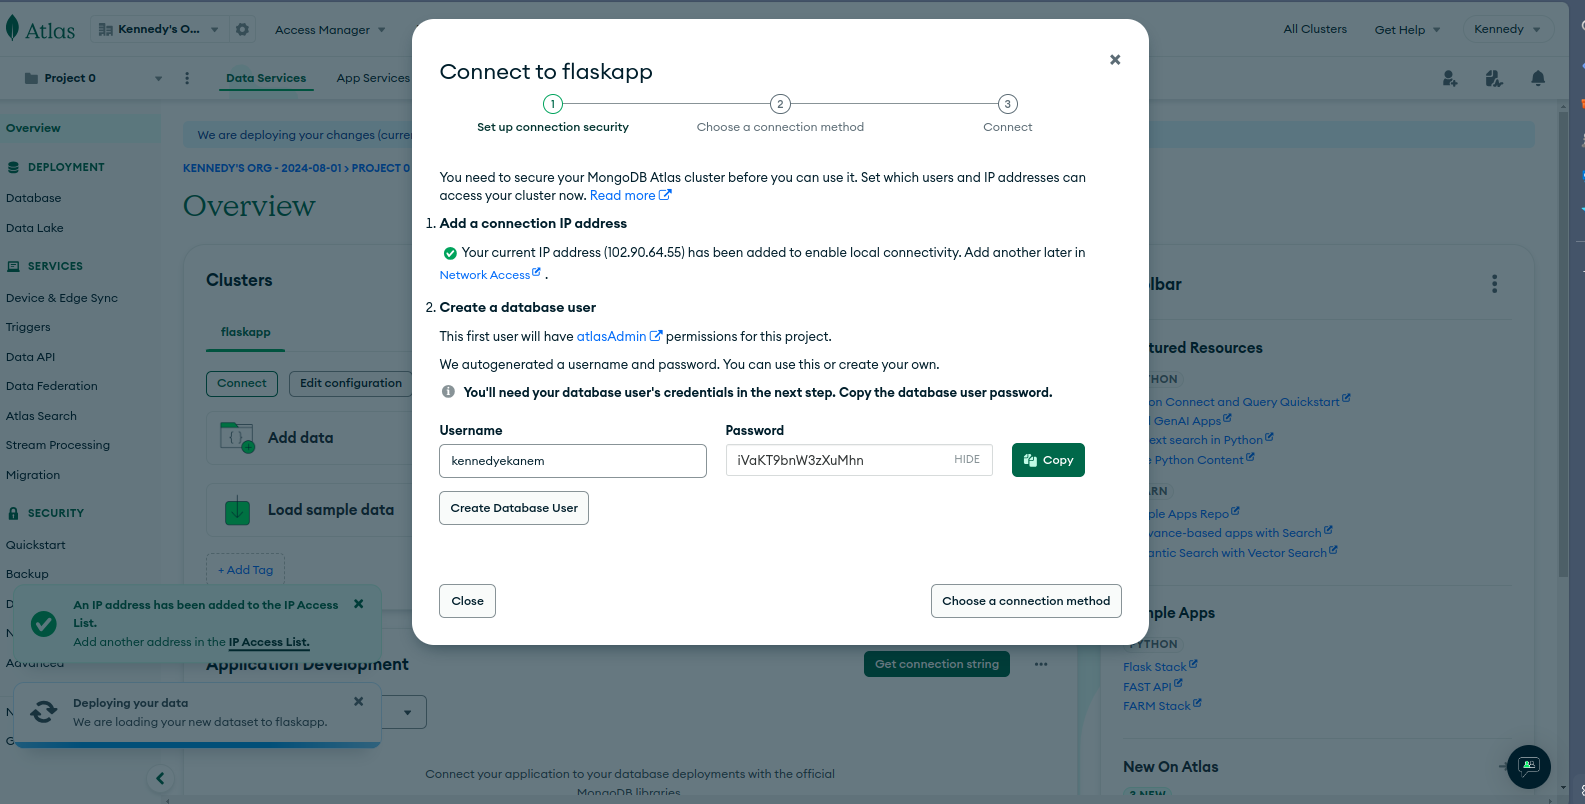 Atlas
Kennedy's O...
Access Manager
All Clusters
Get Help
Kennedy
Project 0
Data Services
App Services
Overview
DEPLOYMENT
Database
Data Lake
SERVICES
Device & Edge Sync
Triggers
Data API
Data Federation
Atlas Search
Stream Processing
Migration
SECURITY
Quickstart
Backup
Advanced
We are deploying your changes (curre
KENNEDY'S ORG - 2024-08-01 > PROJECT 0
Overview
Clusters
flaskapp
Connect
Edit configuration
Add data
Load sample data
+ Add Tag
Application Development
Get connection string
Connect your application to your database deployments with the official
MongoDB libraries
Connect to flaskapp
1
2
3
Set up connection security
Choose a connection method
Connect
You need to secure your MongoDB Atlas cluster before you can use it. Set which users and IP addresses can
access your cluster now. Read more
1. Add a connection IP address
Your current IP address (102.90.64.55) has been added to enable local connectivity. Add another later in
Network Access .
2. Create a database user
This first user will have atlasAdmin permissions for this project.
We autogenerated a username and password. You can use this or create your own.
You'll need your database user's credentials in the next step. Copy the database user password.
Username
Password
kennedyekanem
iVaKT9bnW3zXuMhn
HIDE
Copy
Create Database User
Close
Choose a connection method
An IP address has been added to the IP Access
List.
Add another address in the IP Access List.
Deploying your data
We are loading your new dataset to flaskapp.
lbar
tured Resources
THON
on Connect and Query Quickstart
GenAI Apps
ext search in Python
e Python Content
ARN
ple Apps Repo
vance-based apps with Search
antic Search with Vector Search
mple Apps
PYTHON
Flask Stack
FAST API
FARM Stack
New On Atlas
3 NEW